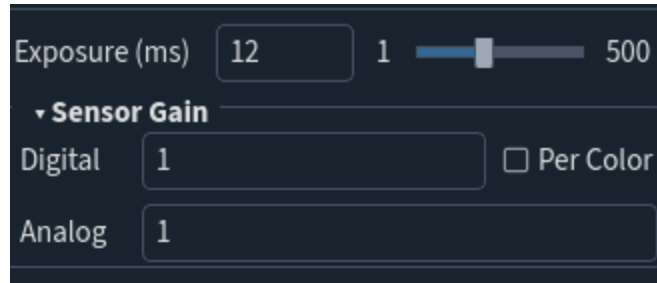 Exposure (ms) 12 1 500
▾ Sensor Gain
Digital 1 Per Color
Analog 1